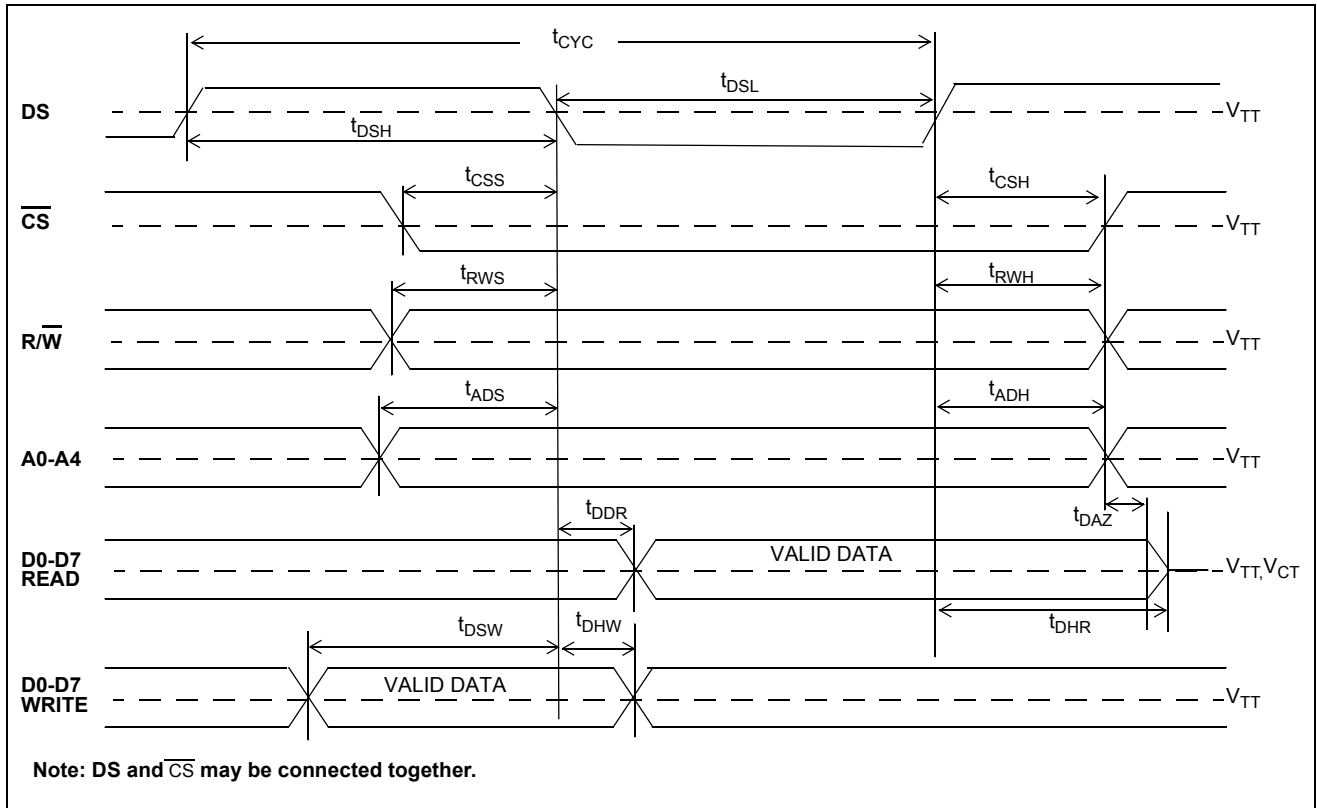 tCYC
DS
tDSL
VTT
tDSH
tCSS
tCSH
CS
VTT
tRWS
tRWH
R/W
VTT
tADS
tADH
A0-A4
VTT
tDDR
tDAZ
D0-D7
READ
VALID DATA
VTT,VCT
tDHR
tDSW
tDHW
D0-D7
WRITE
VALID DATA
VTT
Note: DS and CS may be connected together.